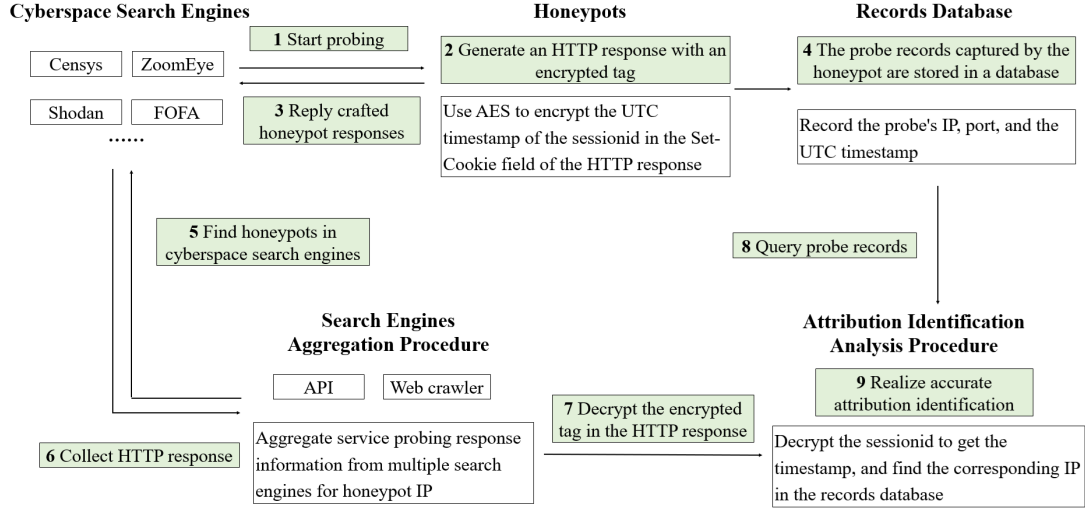 Cyberspace Search Engines
Honeypots
Records Database
1 Start probing
Censys
ZoomEye
Shodan
FOFA
......
3 Reply crafted
honeypot responses
2 Generate an HTTP response with an
encrypted tag
Use AES to encrypt the UTC
timestamp of the sessionid in the Set-
Cookie field of the HTTP response
4 The probe records captured by the
honeypot are stored in a database
Record the probe's IP, port, and the
UTC timestamp
5 Find honeypots in
cyberspace search engines
8 Query probe records
Search Engines
Aggregation Procedure
API
Web crawler
6 Collect HTTP response
Aggregate service probing response
information from multiple search
engines for honeypot IP
7 Decrypt the encrypted
tag in the HTTP response
Attribution Identification
Analysis Procedure
9 Realize accurate
attribution identification
Decrypt the sessionid to get the
timestamp, and find the corresponding IP
in the records database